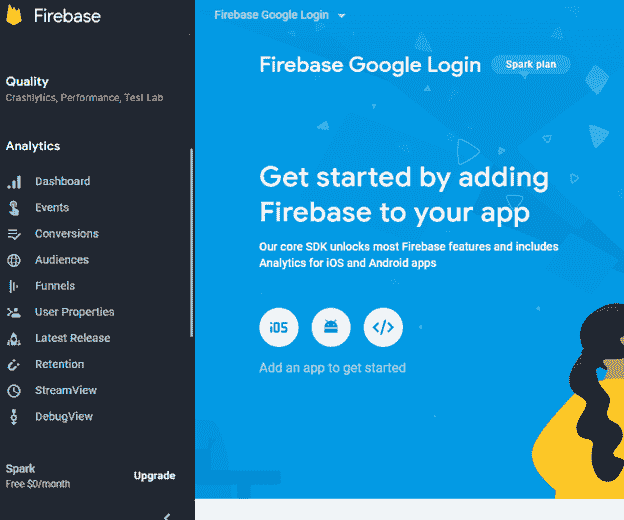 Firebase
Firebase Google Login
Firebase Google Login
Spark plan
Quality
Crashlytics, Performance, Test Lab
Analytics
Dashboard
Events
Conversions
Audiences
Funnels
User Properties
Latest Release
Retention
StreamView
DebugView
Spark
Free $0/month
Upgrade
Get started by adding
Firebase to your app
Our core SDK unlocks most Firebase features and includes
Analytics for iOS and Android apps
iOS
</>
Add an app to get started